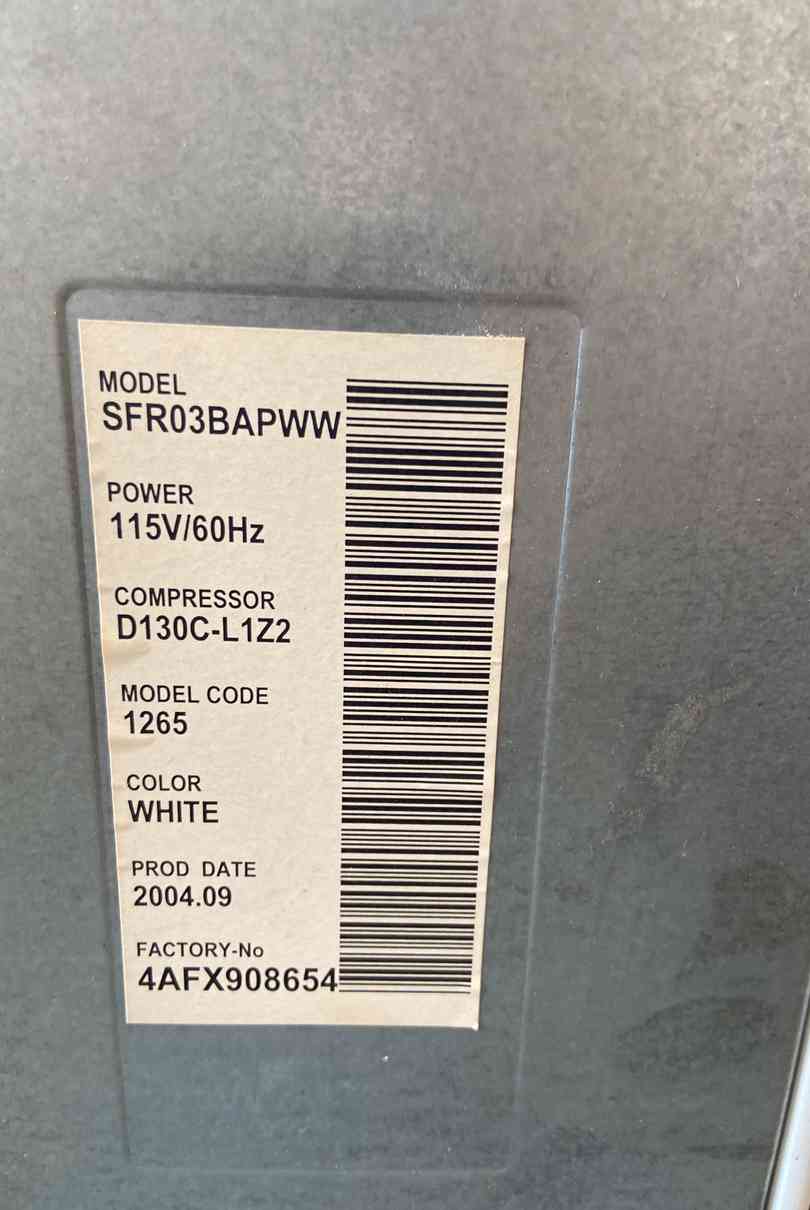 MODEL
SFR03BAPWW
POWER
115V/60Hz
COMPRESSOR
D130C-L1Z2
MODEL CODE
1265
COLOR
WHITE
PROD DATE
2004.09
FACTORY-No
4AFX908654